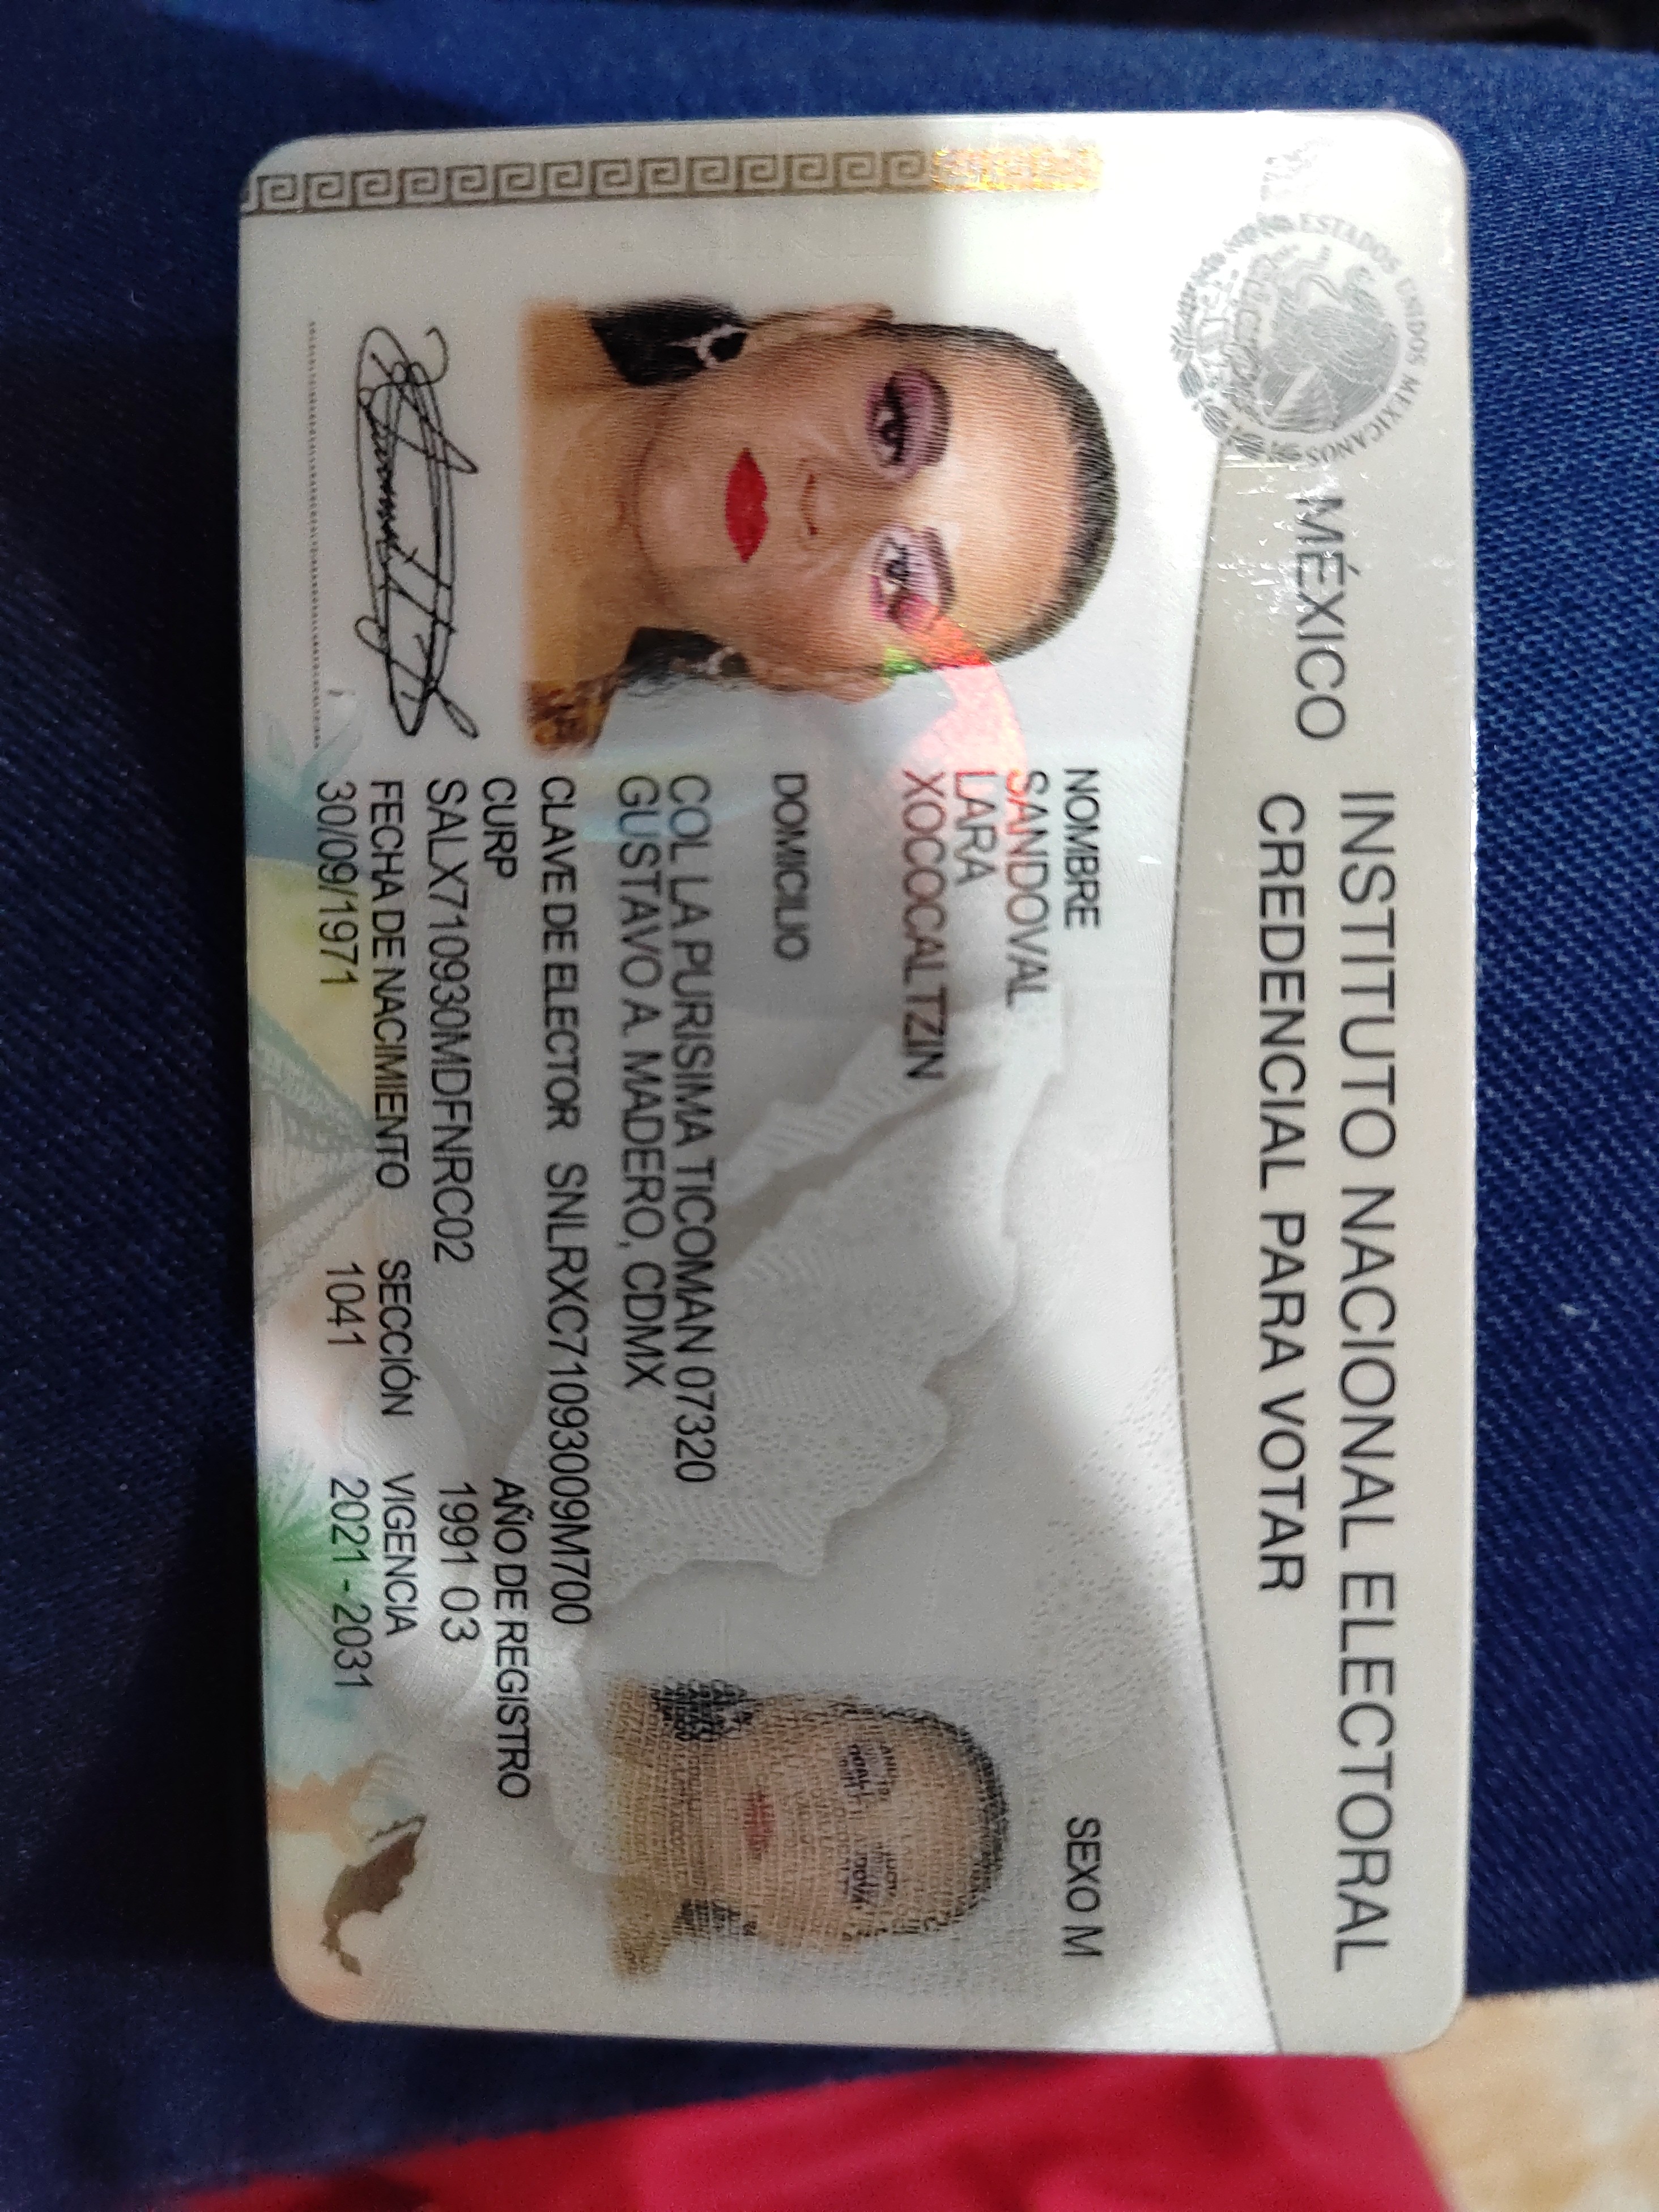 ESTADOS UNIDOS MEXICANOS
MÉXICO
INSTITUTO NACIONAL ELECTORAL
CREDENCIAL PARA VOTAR
NOMBRE
SANDOVAL
LARA
XOCOCALTZIN
SEXO M
DOMICILIO
COL LA PURISIMA TICOMAN 07320
GUSTAVO A. MADERO, CDMX
CLAVE DE ELECTOR SNLRXC71093009M700
CURP
SALX710930MDFNRC02
AÑO DE REGISTRO
1991 03
FECHA DE NACIMIENTO
30/09/1971
SECCIÓN
1041
VIGENCIA
2021 - 2031